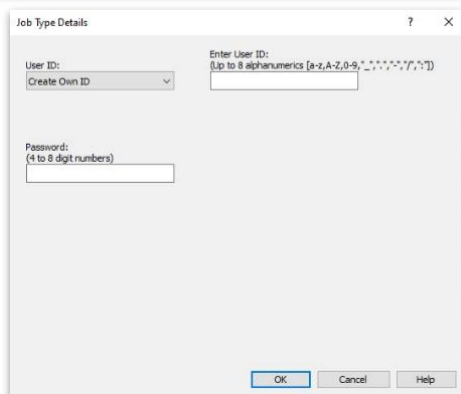 Job Type Details
? ×
User ID:
Create Own ID
Enter User ID:
(Up to 8 alphanumerics [a-z,A-Z,0-9,"_",".","-","/",":"])
Password:
(4 to 8 digit numbers)
OK Cancel Help